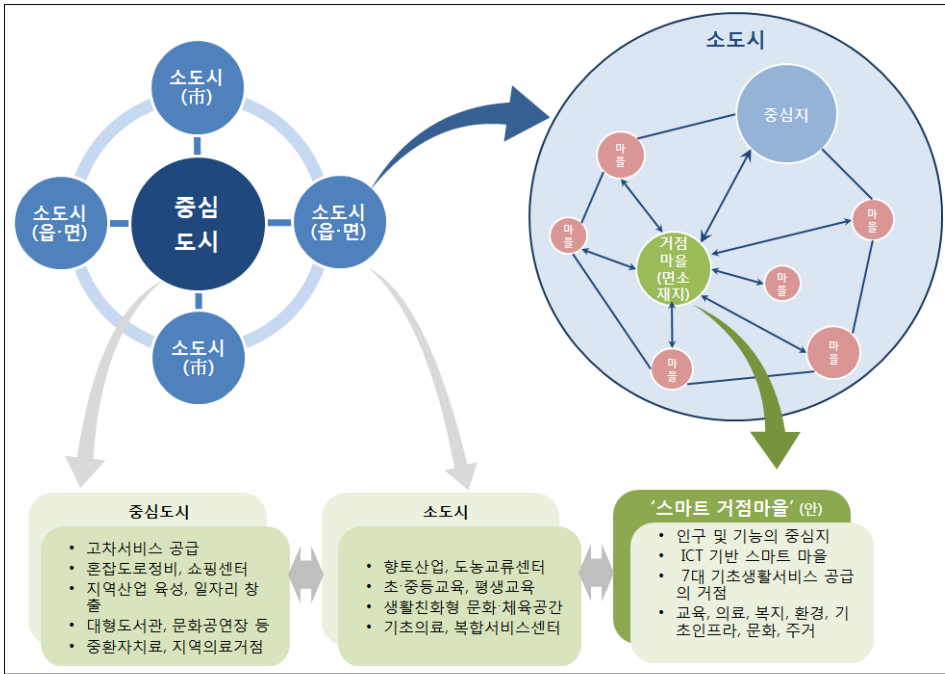 소도시
(市)
소도시
(읍·면)
중심
도시
소도시
(읍·면)
소도시
(市)
소도시
중심지
마
을
마
을
마
을
거점
마을
(면소
재지)
마
을
마
을
마
을
중심도시
• 고차서비스 공급
• 혼잡도로정비, 쇼핑센터
• 지역산업 육성, 일자리 창
출
• 대형도서관, 문화공연장 등
• 중환자치료, 지역의료거점
소도시
• 향토산업, 도농교류센터
• 초·중등교육, 평생교육
• 생활친화형 문화·체육공간
• 기초의료, 복합서비스센터
‘스마트 거점마을’ (안)
• 인구 및 기능의 중심지
• ICT 기반 스마트 마을
• 7대 기초생활서비스 공급
의 거점
• 교육, 의료, 복지, 환경, 기
초인프라, 문화, 주거